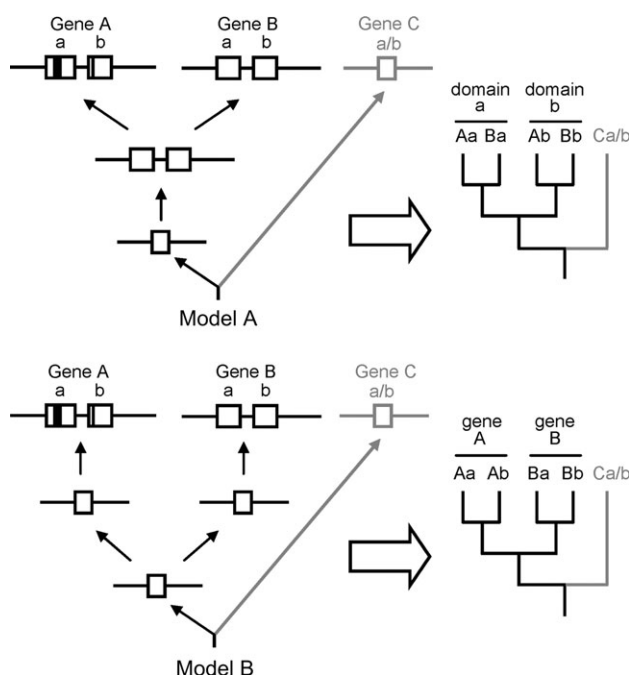 Gene A Gene B Gene C
a b a b a/b
domain a domain b
Aa Ba Ab Bb Ca/b
Model A
Gene A Gene B Gene C
a b a b a/b
gene A gene B
Aa Ab Ba Bb Ca/b
Model B